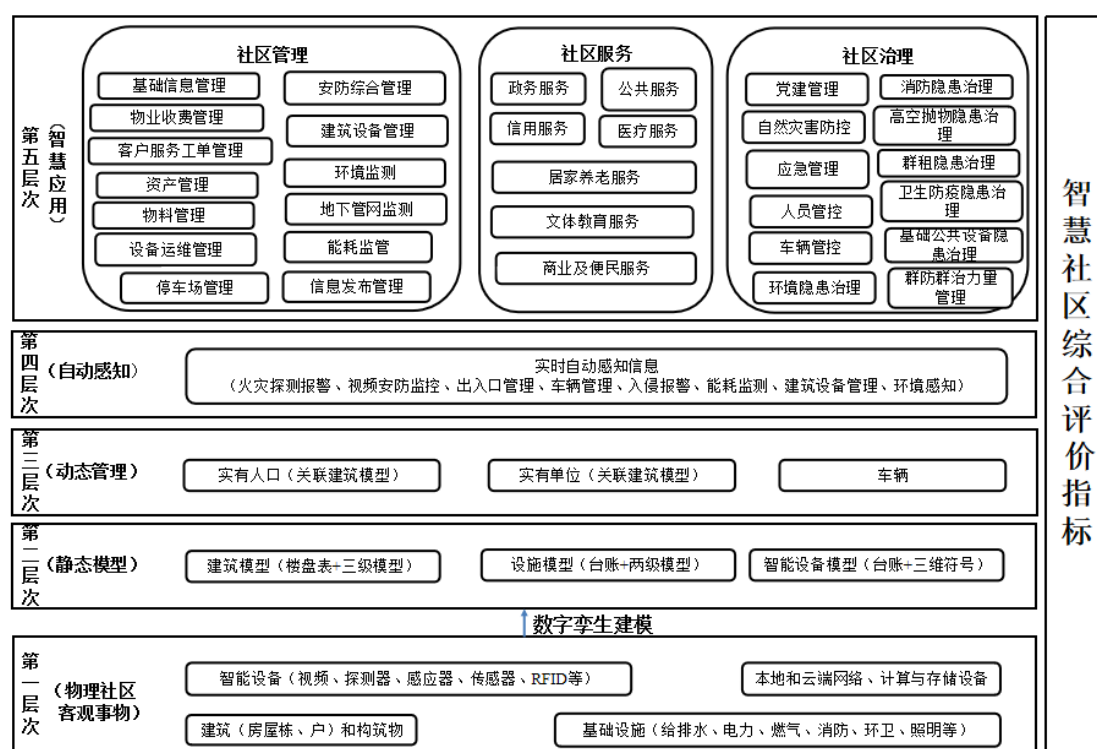 第五层次
(智慧应用)
社区管理
基础信息管理
物业收费管理
客户服务工单管理
资产管理
物料管理
设备运维管理
停车场管理
安防综合管理
建筑设备管理
环境监测
地下管网监测
能耗监管
信息发布管理
社区服务
政务服务
公共服务
信用服务
医疗服务
居家养老服务
文体教育服务
商业及便民服务
社区治理
党建管理
自然灾害防控
应急管理
人员管控
车辆管控
环境隐患治理
消防隐患治理
高空抛物隐患治
理
群租隐患治理
卫生防疫隐患治
理
基础公共设备隐
患治理
群防群治力量
管理
第四层次
(自动感知)
实时自动感知信息
(火灾探测报警、视频安防监控、出入口管理、车辆管理、入侵报警、能耗监测、建筑设备管理、环境感知)
第三层次
(动态管理)
实有人口(关联建筑模型)
实有单位(关联建筑模型)
车辆
第二层次
(静态模型)
建筑模型(楼盘表+三级模型)
设施模型(台账+两级模型)
智能设备模型(台账+三维符号)
数字孪生建模
第一层次
(物理社区
客观事物)
智能设备(视频、探测器、感应器、传感器、RFID等)
本地和云端网络、计算与存储设备
建筑(房屋栋、户)和构筑物
基础设施(给排水、电力、燃气、消防、环卫、照明等)
智慧社区综合评价指标